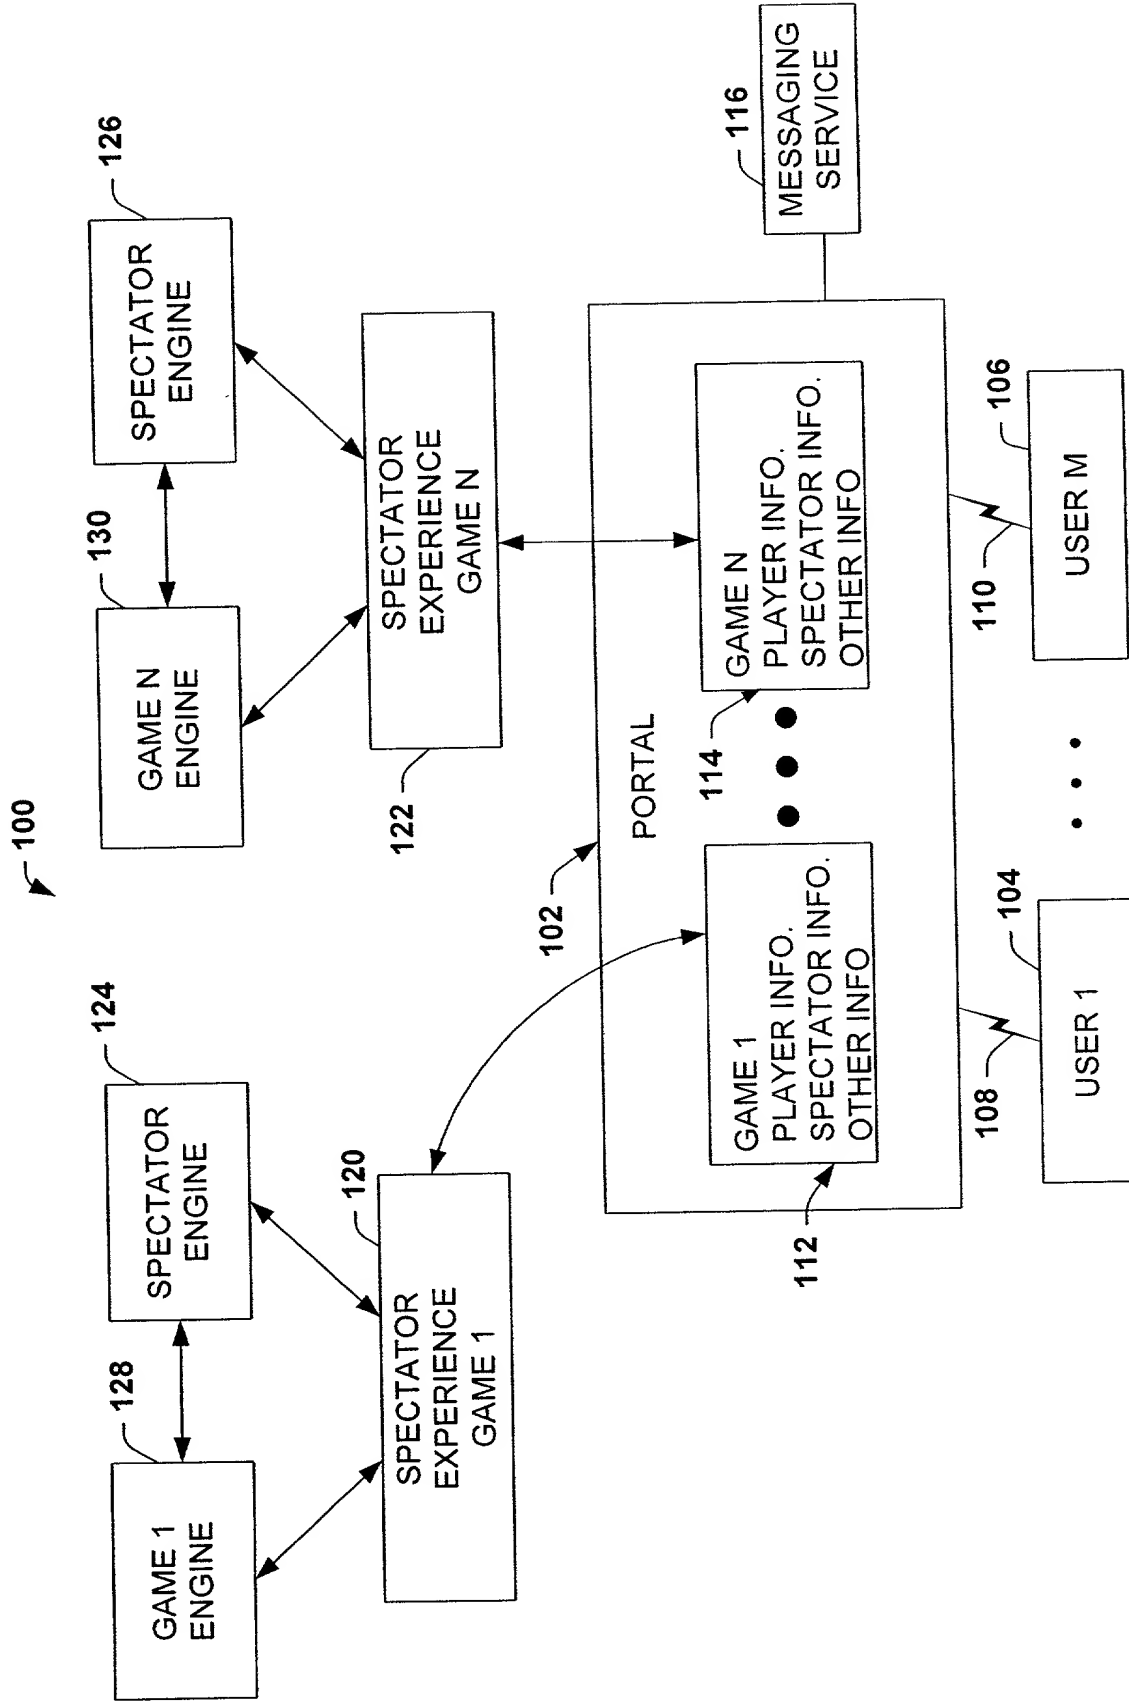 100
128
GAME 1
ENGINE
124
SPECTATOR
ENGINE
130
GAME N
ENGINE
126
SPECTATOR
ENGINE
120
SPECTATOR
EXPERIENCE
GAME 1
122
SPECTATOR
EXPERIENCE
GAME N
102
PORTAL
112
GAME 1
PLAYER INFO.
SPECTATOR INFO.
OTHER INFO
114
GAME N
PLAYER INFO.
SPECTATOR INFO.
OTHER INFO
116
MESSAGING
SERVICE
108
104
USER 1
110
106
USER M